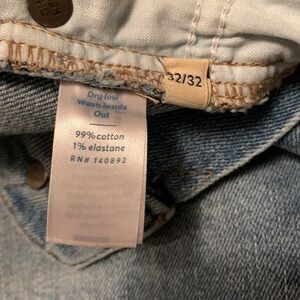 32/32
Dry low
Wash inside
Out
99% cotton
1% elastane
RN# 140892